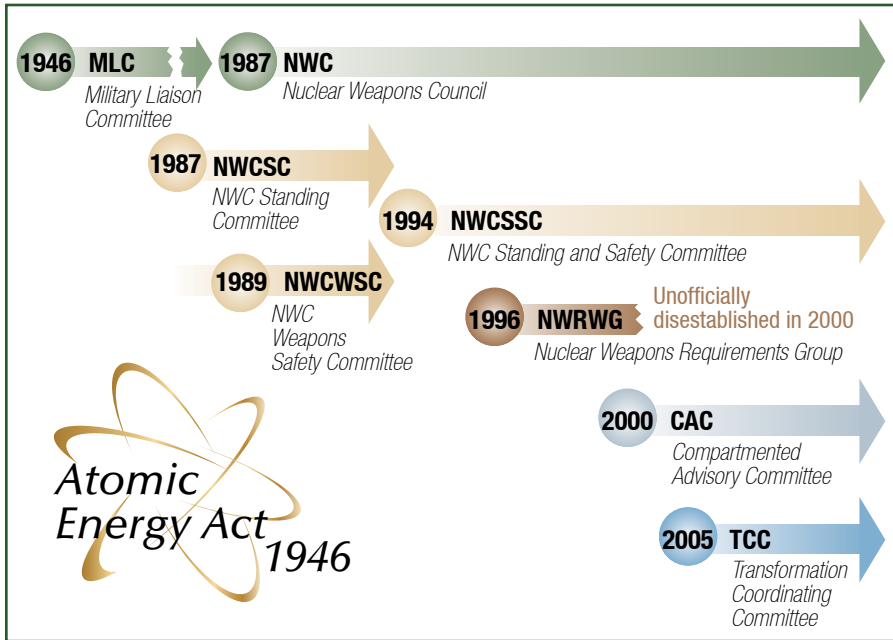 1946 MLC
Military Liaison
Committee
1987 NWC
Nuclear Weapons Council
1987 NWCSC
NWC Standing
Committee
1994 NWCSSC
NWC Standing and Safety Committee
1989 NWCWSC
NWC
Weapons
Safety Committee
1996 NWRWG
Unofficially
disestablished in 2000
Nuclear Weapons Requirements Group
2000 CAC
Compartmented
Advisory Committee
2005 TCC
Transformation
Coordinating
Committee
Atomic
Energy Act
1946